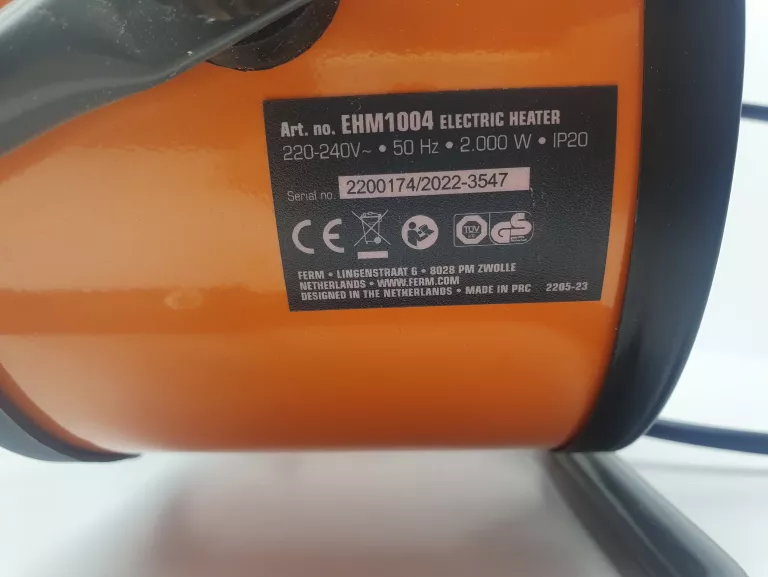 Art. no. EHM1004 ELECTRIC HEATER
220-240V~ • 50 Hz • 2.000 W • IP20
Serial no. 2200174/2022-3547
CE TÜV GS
FERM • LINGENSTRAAT 6 • 8028 PM ZWOLLE
NETHERLANDS • WWW.FERM.COM
DESIGNED IN THE NETHERLANDS • MADE IN PRC 2205-23